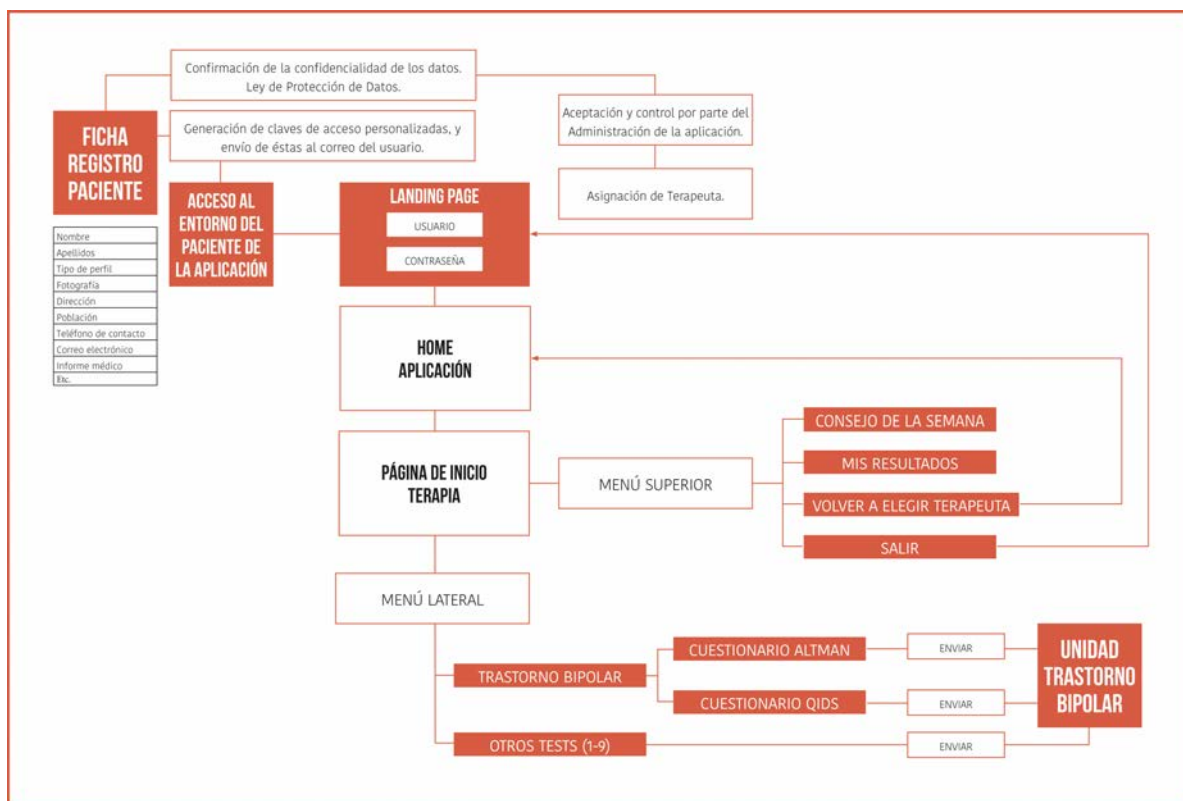 Confirmación de la confidencialidad de los datos.
Ley de Protección de Datos.
Aceptación y control por parte del
Administración de la aplicación.
FICHA
REGISTRO
PACIENTE
Generación de claves de acceso personalizadas, y
envío de éstas al correo del usuario.
Asignación de Terapeuta.
ACCESO AL
ENTORNO DEL
PACIENTE DE
LA APLICACIÓN
LANDING PAGE
USUARIO
CONTRASEÑA
Nombre
Apellidos
Tipo de perfil
Fotografía
Dirección
Población
Teléfono de contacto
Correo electrónico
Informe médico
Etc.
HOME
APLICACIÓN
PÁGINA DE INICIO
TERAPIA
MENÚ SUPERIOR
CONSEJO DE LA SEMANA
MIS RESULTADOS
VOLVER A ELEGIR TERAPEUTA
SALIR
MENÚ LATERAL
TRASTORNO BIPOLAR
CUESTIONARIO ALTMAN
ENVIAR
CUESTIONARIO QIDS
ENVIAR
OTROS TESTS (1-9)
ENVIAR
UNIDAD
TRASTORNO
BIPOLAR